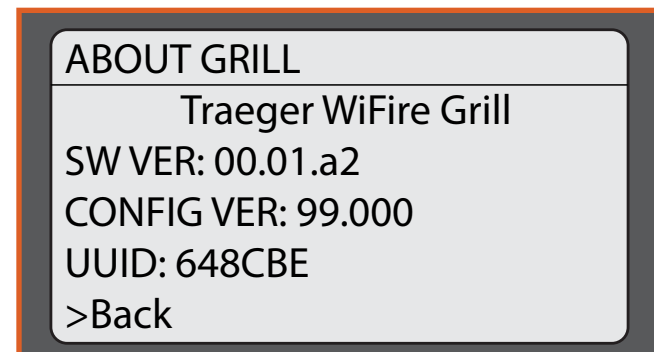 ABOUT GRILL
Traeger WiFire Grill
SW VER: 00.01.a2
CONFIG VER: 99.000
UUID: 648CBE
>Back